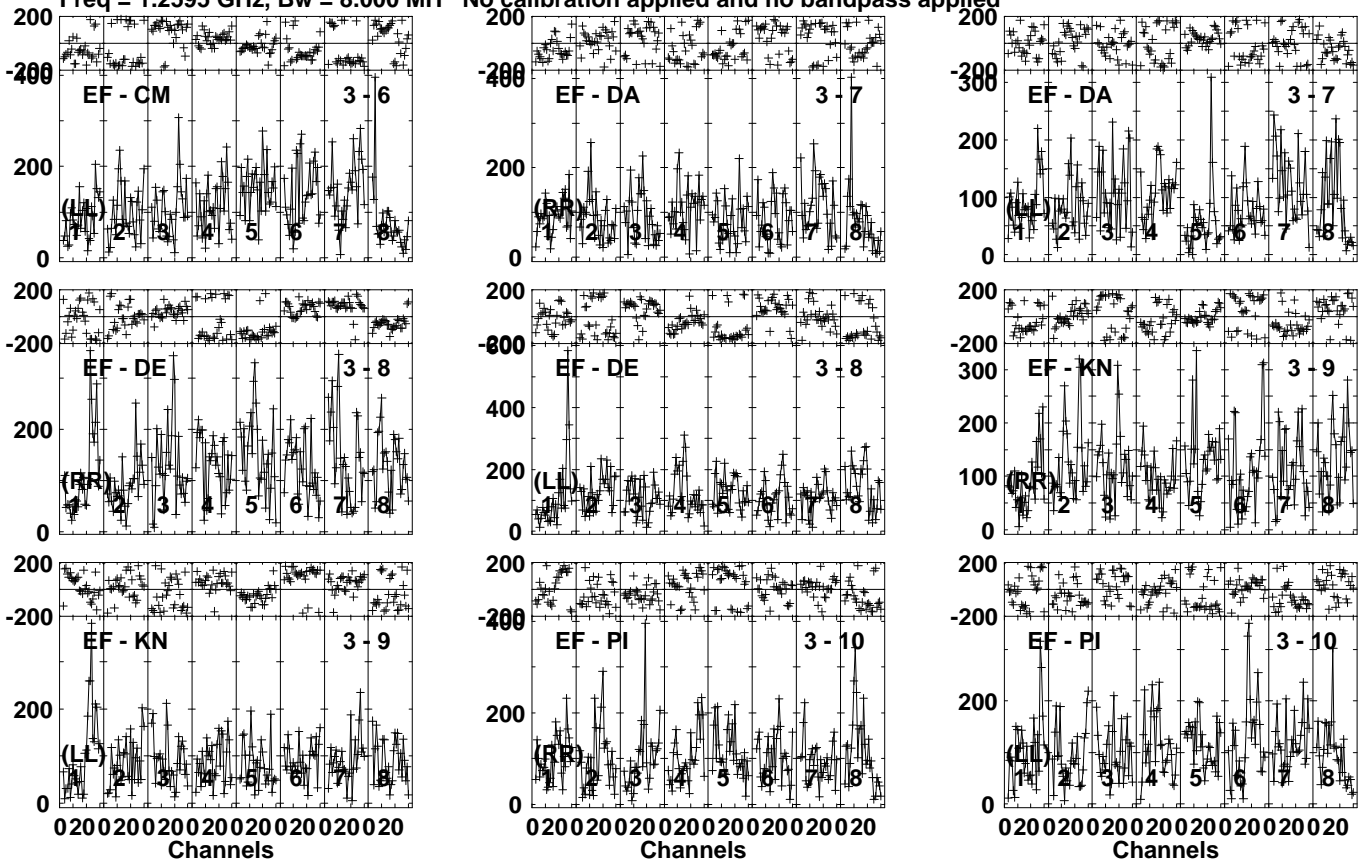 Freq = 1.2595 GHz, Bw = 8.000 MH No calibration applied and no bandpass applied
200 200 200
-200 -200 -200
400 400 300
EF - CM 3 - 6 EF - DA 3 - 7 EF - DA 3 - 7
200 200 200
(LL) (RR) (LL) 100
1 2 3 4 5 6 7 8 1 2 3 4 5 6 7 8 1 2 3 4 5 6 7 8
0 0 0
200 200 200
-200 -200 -200
600
EF - DE 3 - 8 EF - DE 3 - 8 300 EF - KN 3 - 9
200 400 250
200
150
(RR) 200 (LL) 100 (RR)
1 2 3 4 5 6 7 8 1 2 3 4 5 6 7 8 50 1 2 3 4 5 6 7 8
0 0 0
200 200 200
-200 -200 -200
400
EF - KN 3 - 9 EF - PI 3 - 10 EF - PI 3 - 10
200 200 200
(LL) (RR) (LL)
1 2 3 4 5 6 7 8 1 2 3 4 5 6 7 8 1 2 3 4 5 6 7 8
0 0 0
0 20 0 20 0 20 0 20 0 20 0 20 0 20 0 20 0 20 0 20 0 20 0 20 0 20 0 20 0 20 0 20 0 20 0 20 0 20 0 20 0 20 0 20 0 20 0 20
Channels Channels Channels